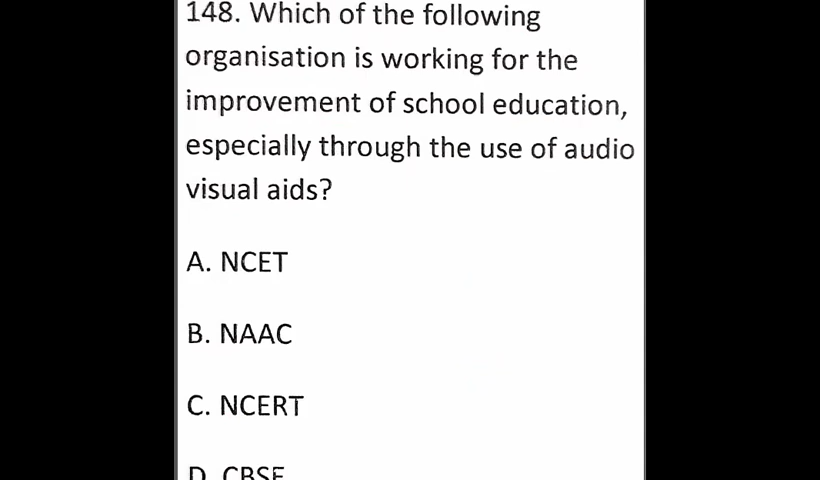 148. Which of the following
organisation is working for the
improvement of school education,
especially through the use of audio
visual aids?
A. NCET
B. NAAC
C. NCERT
D. CBSE